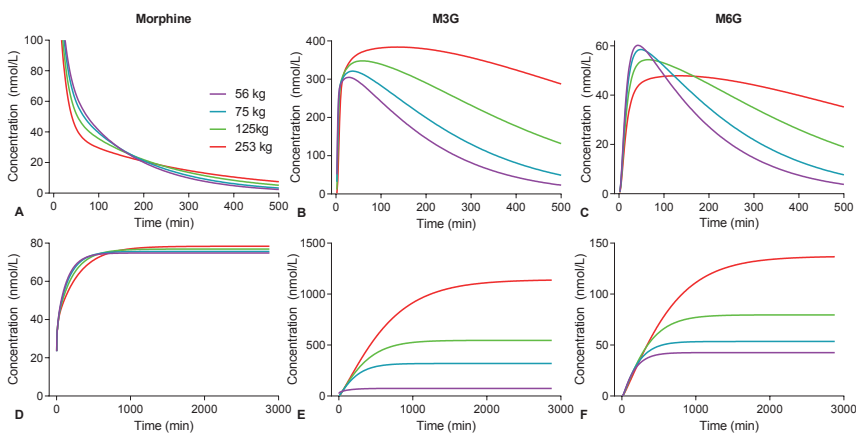 Morphine
M3G
M6G
Concentration (nmol/L)
100
80
60
40
20
0
0
100
200
300
400
500
Time (min)
A
56 kg
75 kg
125kg
253 kg
Concentration (nmol/L)
400
300
200
100
0
0
100
200
300
400
500
Time (min)
B
Concentration (nmol/L)
60
40
20
0
0
100
200
300
400
500
Time (min)
C
Concentration (nmol/L)
80
60
40
20
0
0
1000
2000
3000
Time (min)
D
Concentration (nmol/L)
1500
1000
500
0
0
1000
2000
3000
Time (min)
E
Concentration (nmol/L)
150
100
50
0
0
1000
2000
3000
Time (min)
F